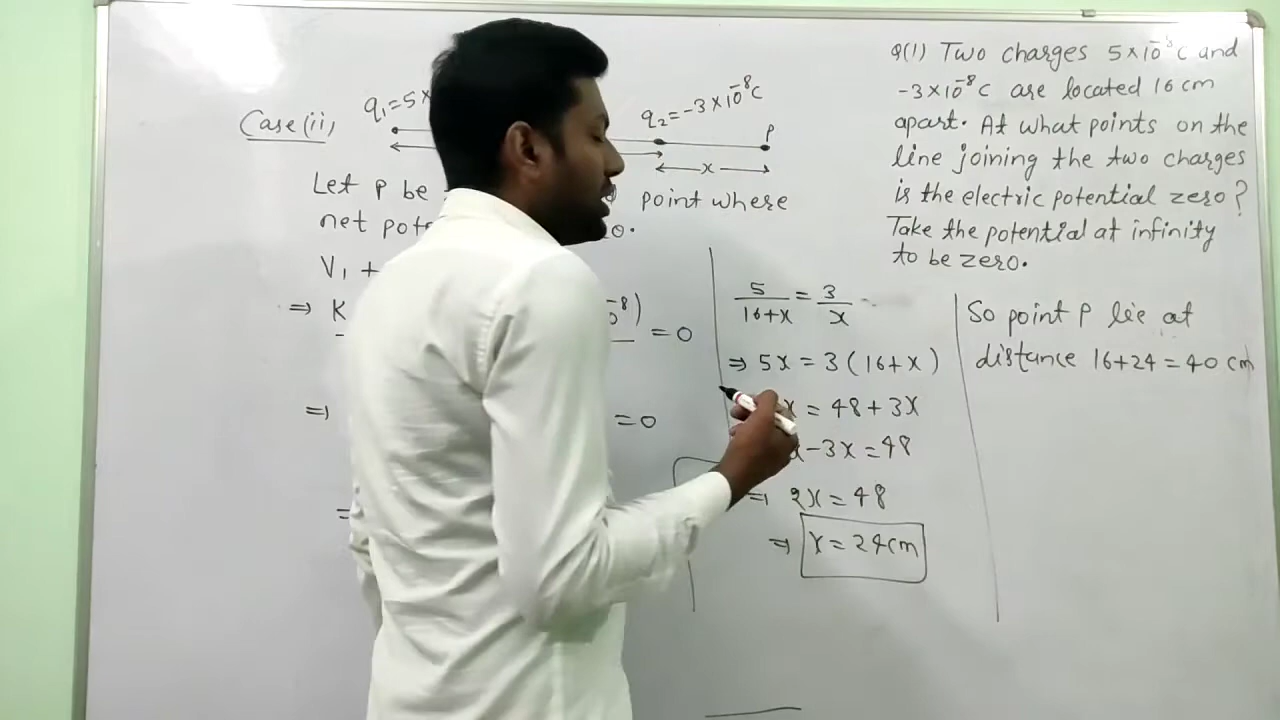 Q(1) Two charges 5×10⁻⁸C and
-3×10⁻⁸C are located 16cm
apart. At what points on the
line joining the two charges
is the electric potential zero?
Take the potential at infinity
to be zero.
Case(ii)
q₁=5×
q₂=-3×10⁻⁸C
P
x
Let P be point where
net
V₁ +
⇒ K ⁻⁸) = 0
⇒ =0
=
5/(16+x) = 3/x
⇒ 5x = 3(16+x)
x = 48+3x
-3x = 48
⇒ 2x = 48
⇒ x = 24cm
So point P lie at
distance 16+24 = 40 cm